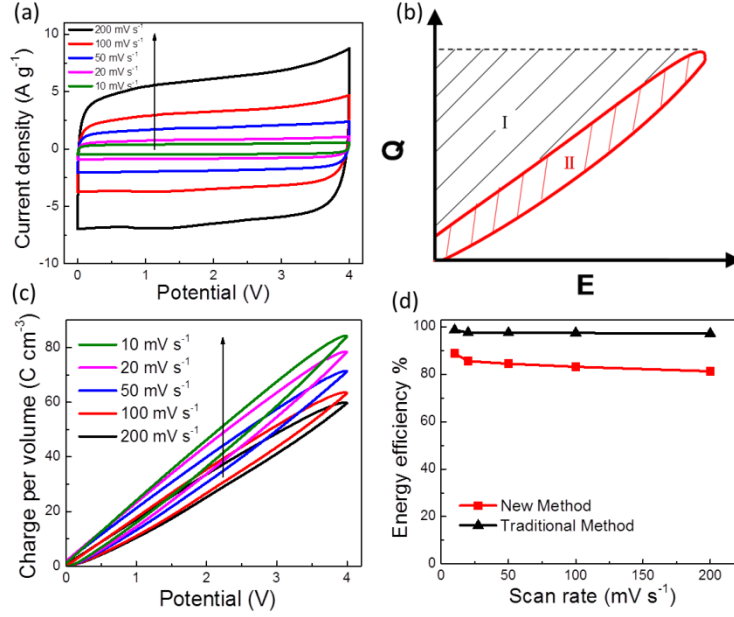 (a)
200 mV s⁻¹
100 mV s⁻¹
50 mV s⁻¹
20 mV s⁻¹
10 mV s⁻¹
10
5
0
-5
-10
Current density (A g⁻¹)
0 1 2 3 4
Potential (V)
(b)
I
II
Q
E
(c)
10 mV s⁻¹
20 mV s⁻¹
50 mV s⁻¹
100 mV s⁻¹
200 mV s⁻¹
80
60
40
20
0
Charge per volume (C cm⁻³)
0 1 2 3 4
Potential (V)
(d)
100
80
60
40
20
0
Energy efficiency %
New Method
Traditional Method
0 50 100 150 200
Scan rate (mV s⁻¹)